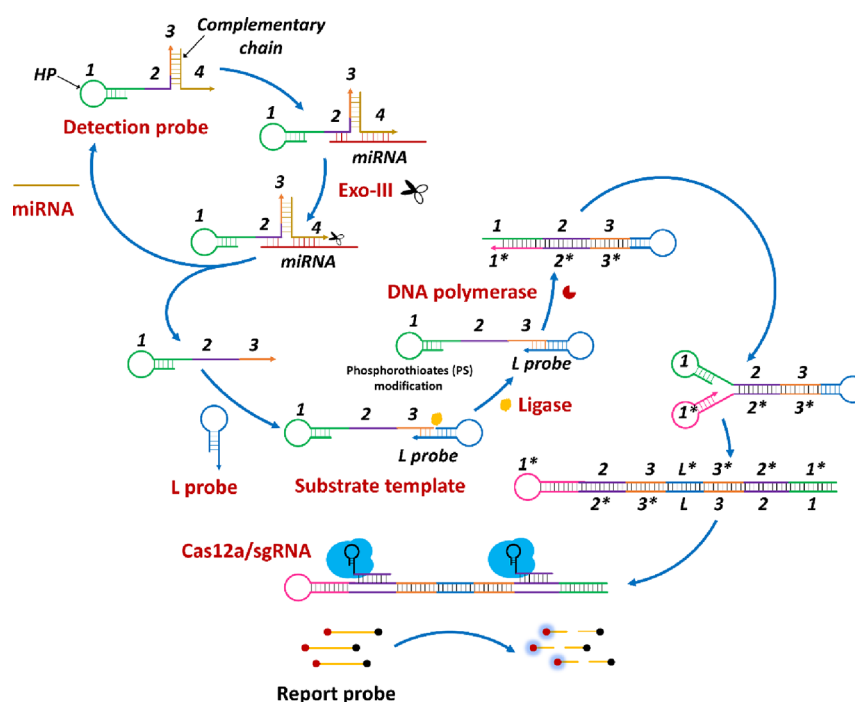 Complementary
chain
3
HP
1
2
4
Detection probe
3
1
2
4
miRNA
miRNA
Exo-III
3
1
2
4
miRNA
1
2
3
1* 2* 3*
DNA polymerase
1
2
3
L probe
Phosphorothioates (PS)
modification
1
2
3
L probe
1
2
3
L probe
Ligase
Substrate template
1
2
3
1*
2*
3*
1*
2
3
L*
3*
2*
1*
2*
3*
L
3
2
1
Cas12a/sgRNA
Report probe